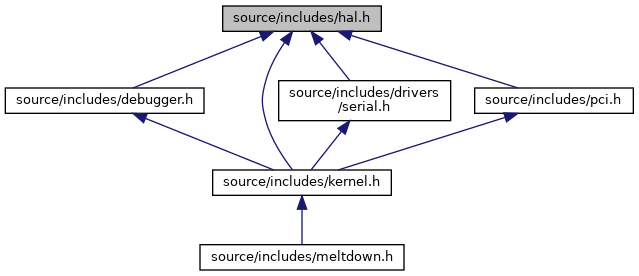 source/includes/hal.h
source/includes/debugger.h
source/includes/drivers
/serial.h
source/includes/pci.h
source/includes/kernel.h
source/includes/meltdown.h